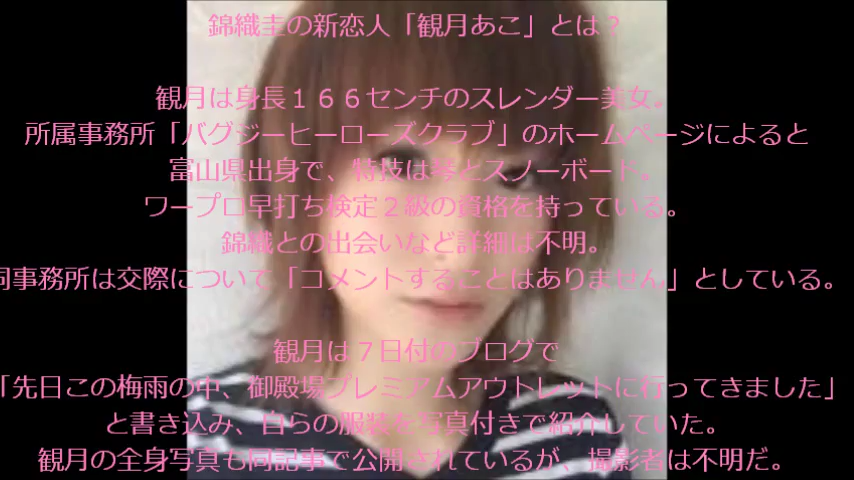 錦織圭の新恋人「観月あこ」とは？
観月は身長１６６センチのスレンダー美女。
所属事務所「バグジーヒーローズクラブ」のホームページによると
富山県出身で、特技は琴とスノーボード。
ワープロ早打ち検定２級の資格を持っている。
錦織との出会いなど詳細は不明。
同事務所は交際について「コメントすることはありません」としている。
観月は７日付のブログで
「先日この梅雨の中、御殿場プレミアムアウトレットに行ってきました」
と書き込み、自らの服装を写真付きで紹介していた。
観月の全身写真も同記事で公開されているが、撮影者は不明だ。